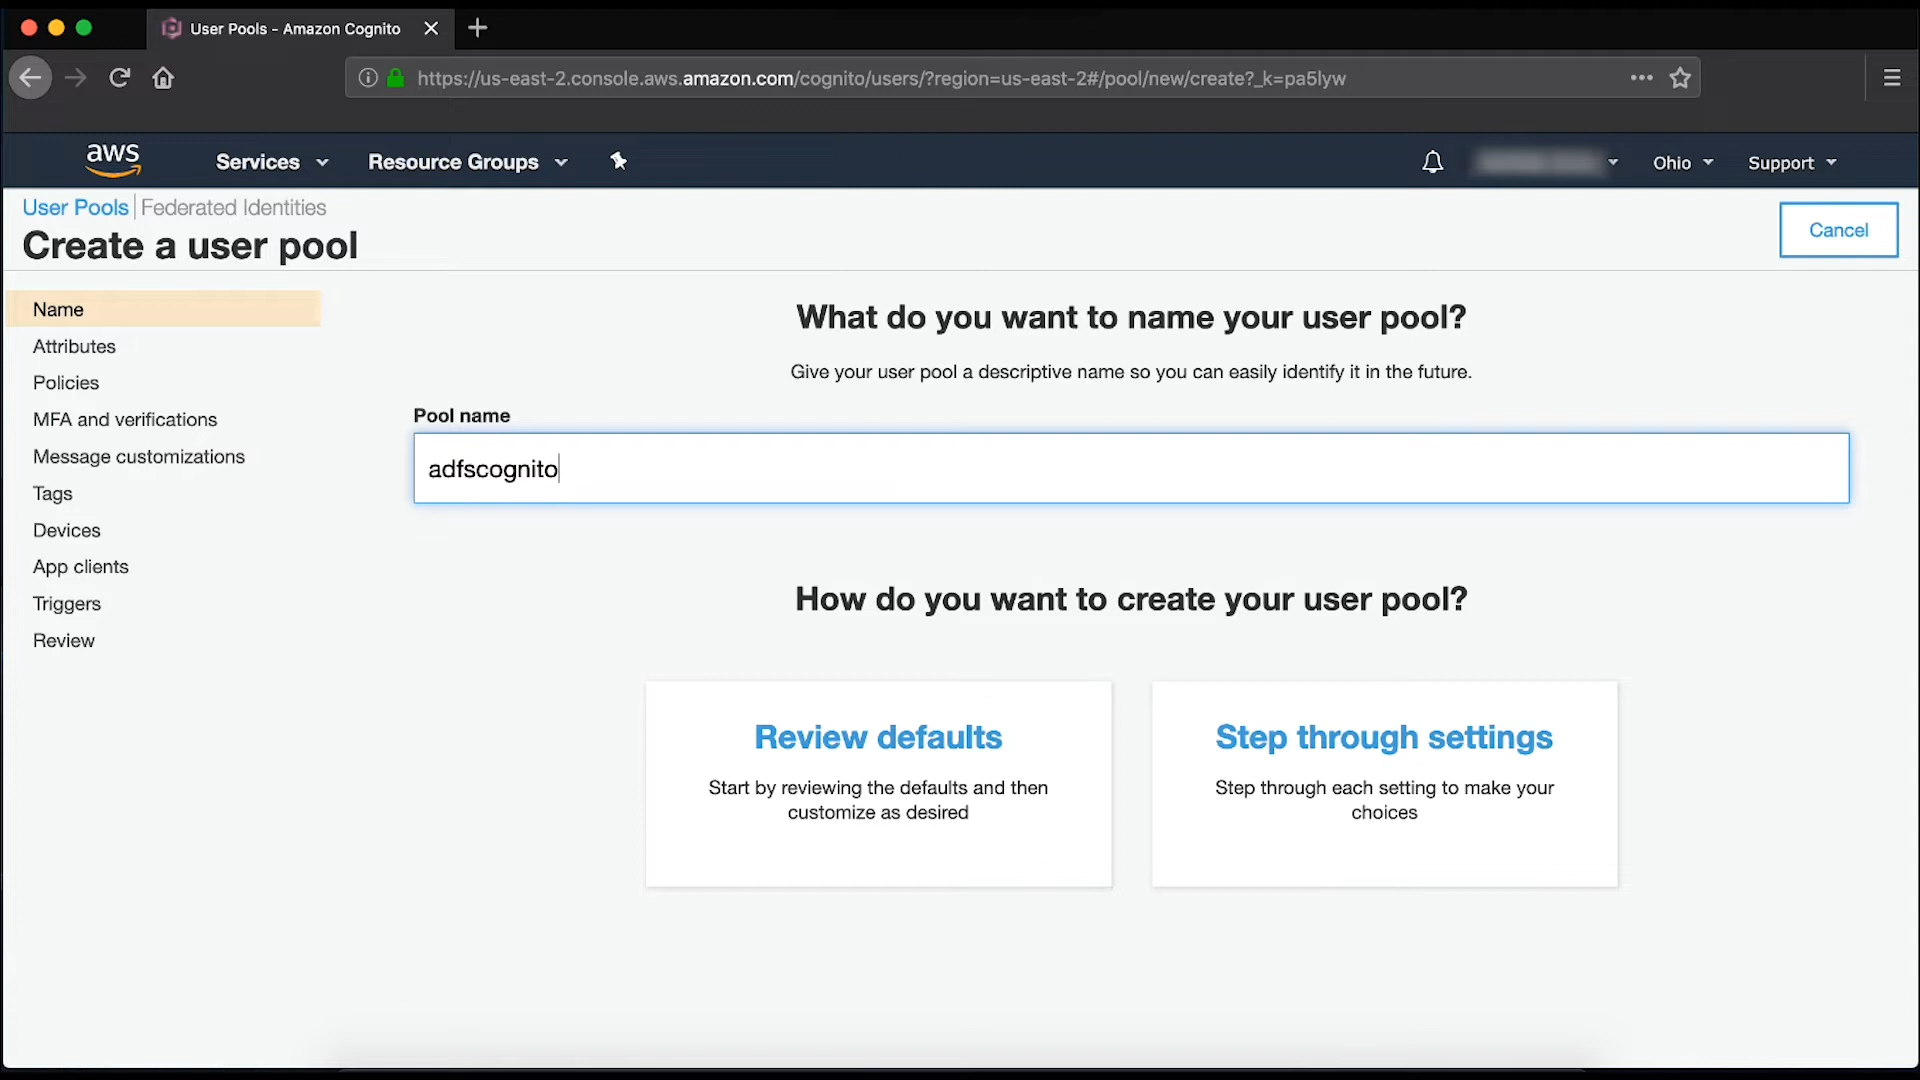 User Pools - Amazon Cognito
https://us-east-2.console.aws.amazon.com/cognito/users/?region=us-east-2#/pool/new/create?_k=pa5lyw
aws
Services
Resource Groups
Ohio
Support
User Pools
Federated Identities
Create a user pool
Cancel
Name
Attributes
Policies
MFA and verifications
Message customizations
Tags
Devices
App clients
Triggers
Review
What do you want to name your user pool?
Give your user pool a descriptive name so you can easily identify it in the future.
Pool name
adfscognito
How do you want to create your user pool?
Review defaults
Start by reviewing the defaults and then
customize as desired
Step through settings
Step through each setting to make your
choices